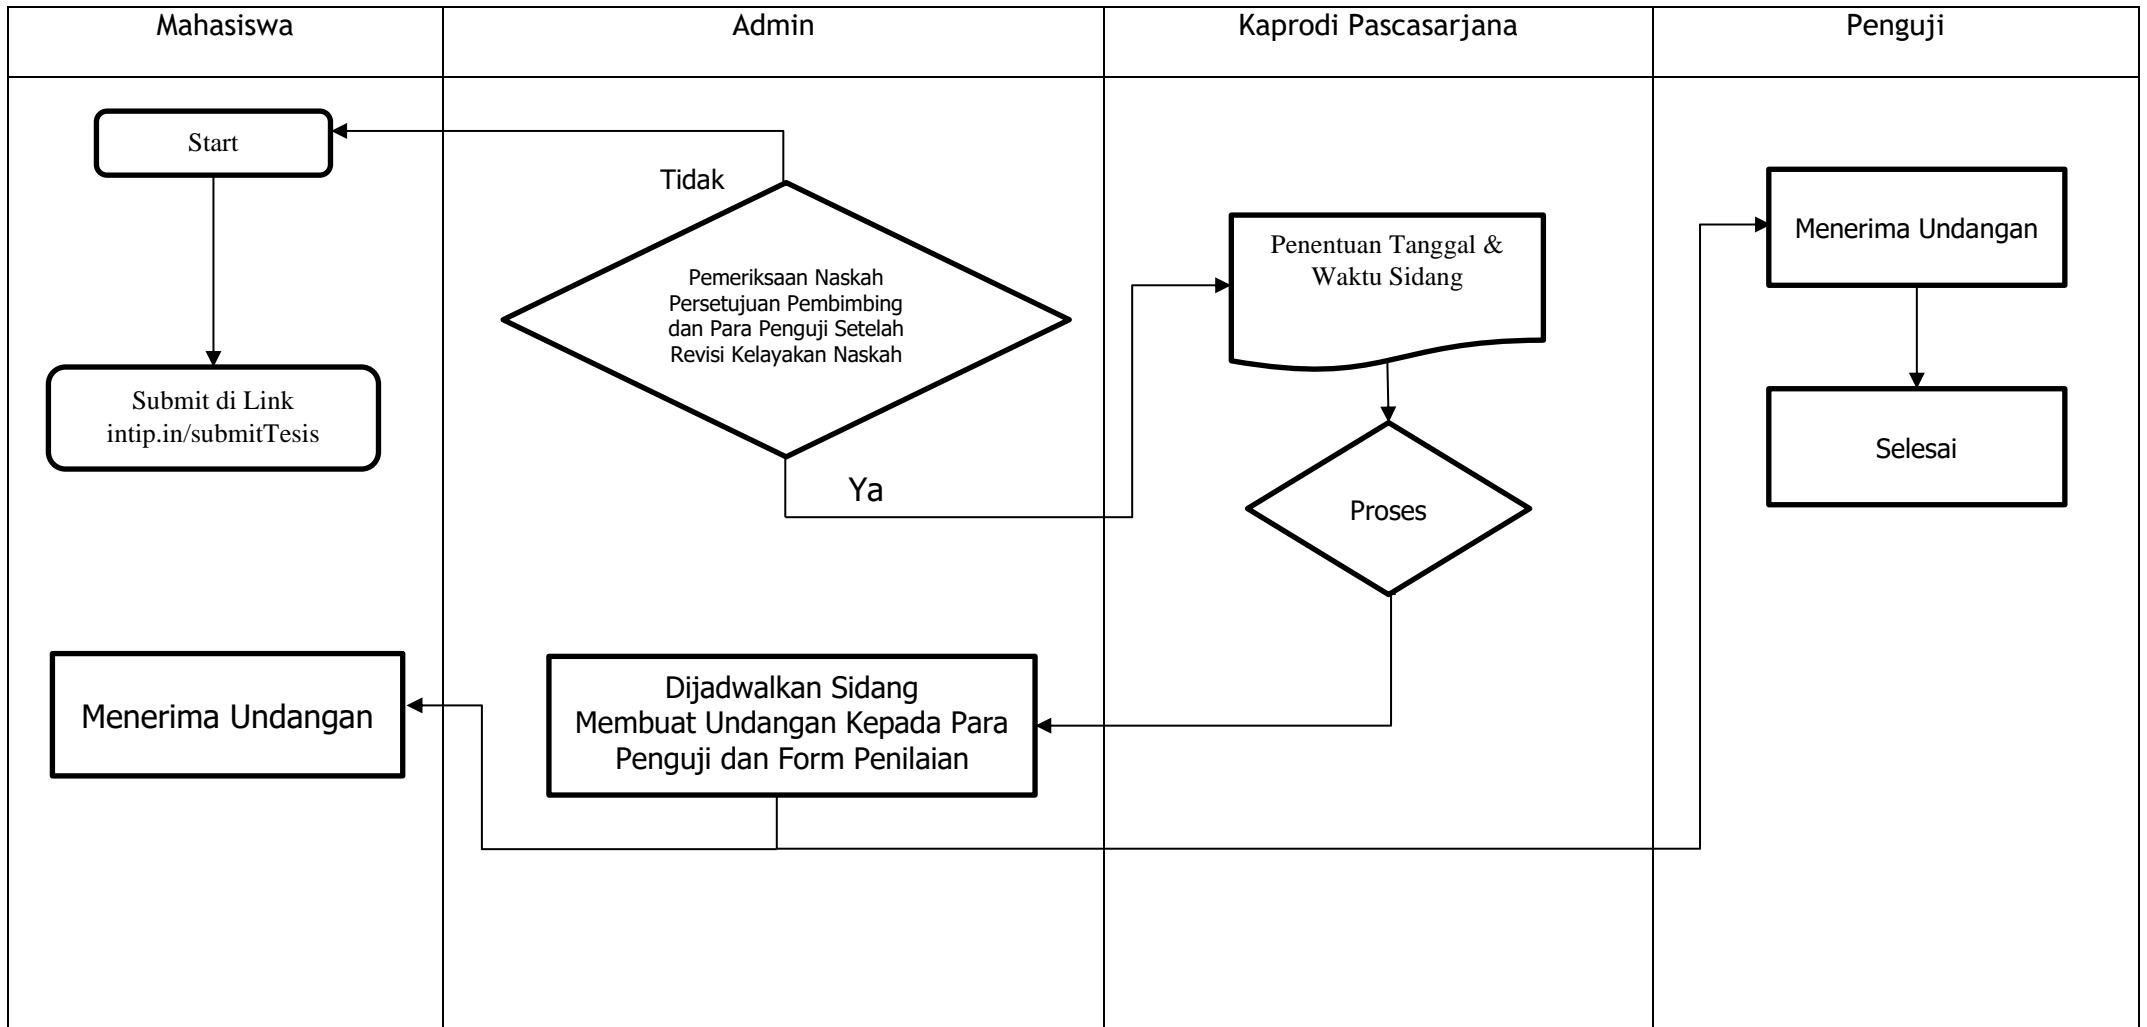 Mahasiswa
Admin
Kaprodi Pascasarjana
Penguji
Start
Submit di Link
intip.in/submitTesis
Menerima Undangan
Tidak
Pemeriksaan Naskah
Persetujuan Pembimbing
dan Para Penguji Setelah
Revisi Kelayakan Naskah
Ya
Dijadwalkan Sidang
Membuat Undangan Kepada Para
Penguji dan Form Penilaian
Penentuan Tanggal &
Waktu Sidang
Proses
Menerima Undangan
Selesai